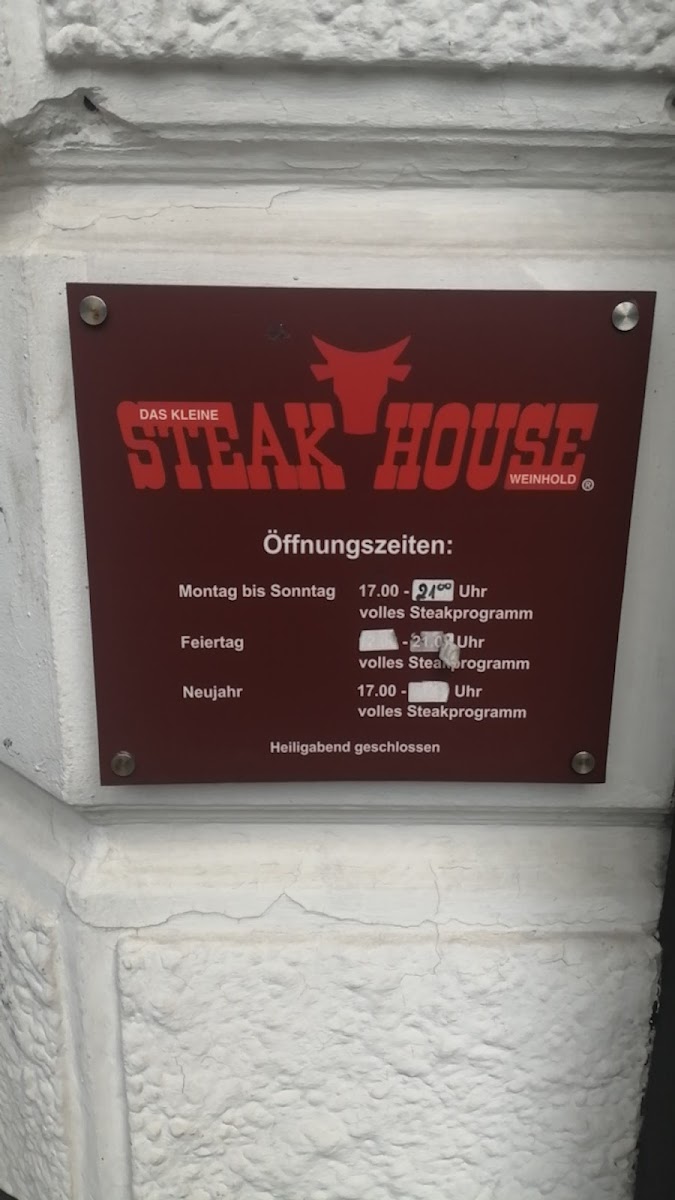 DAS KLEINE
STEAK HOUSE
WEINHOLD ®
Öffnungszeiten:
Montag bis Sonntag 17.00 - 21⁰⁰ Uhr
volles Steakprogramm
Feiertag - Uhr
volles Steakprogramm
Neujahr 17.00 - Uhr
volles Steakprogramm
Heiligabend geschlossen